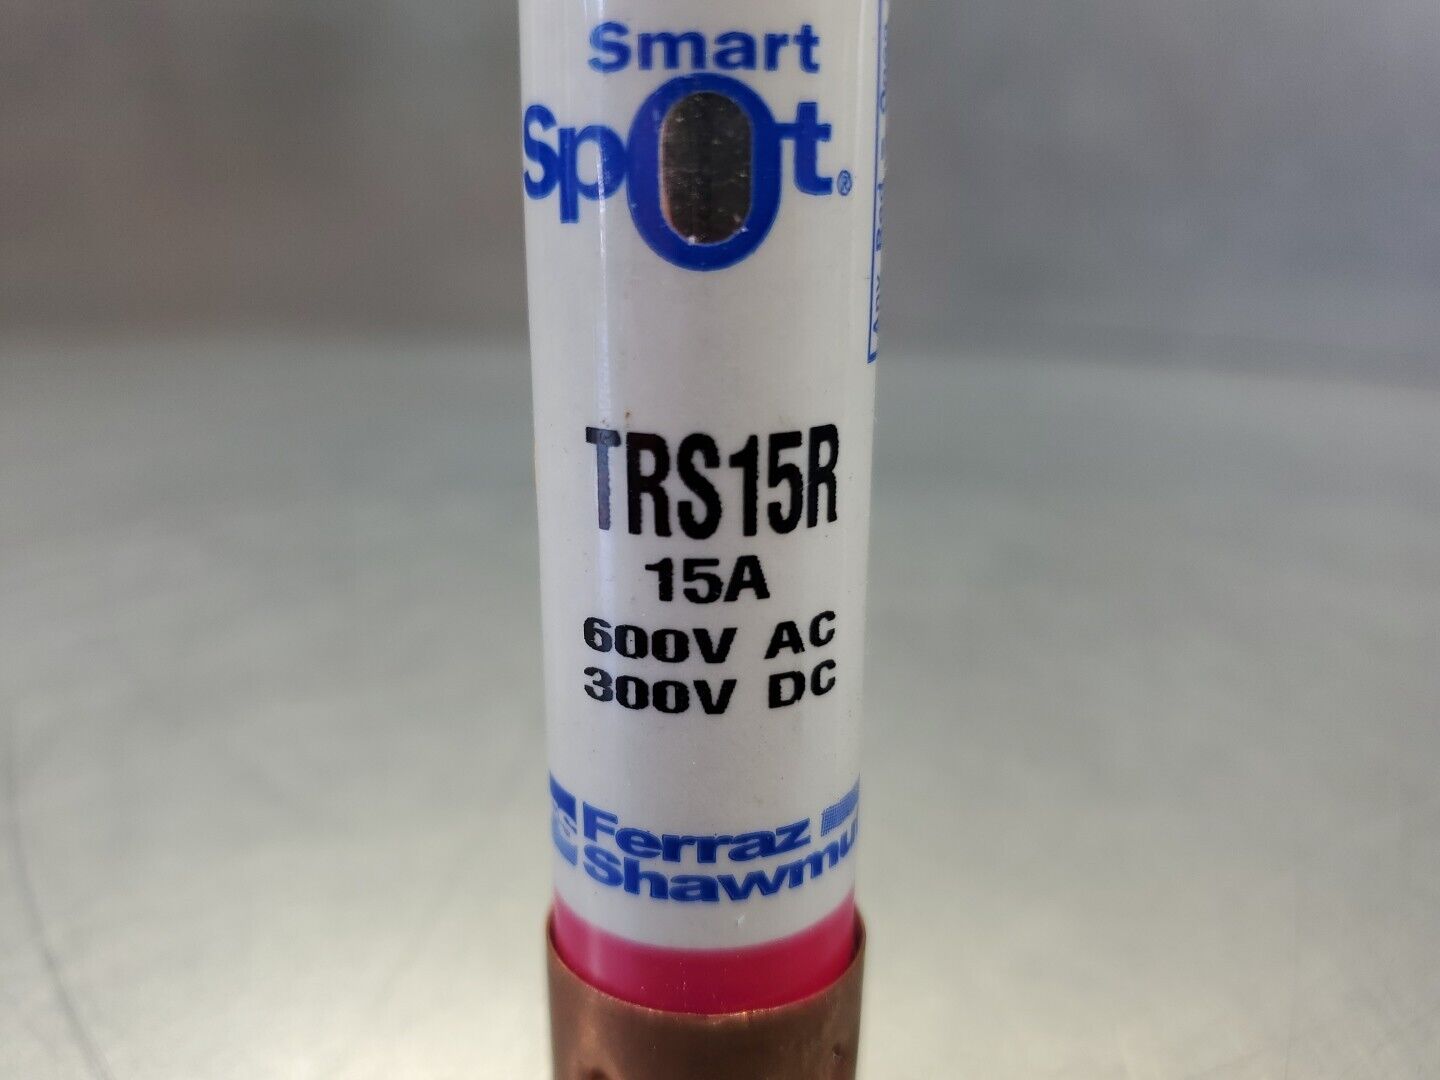 Smart
Spot®
TRS15R
15A
600V AC
300V DC
Ferraz
Shawmu